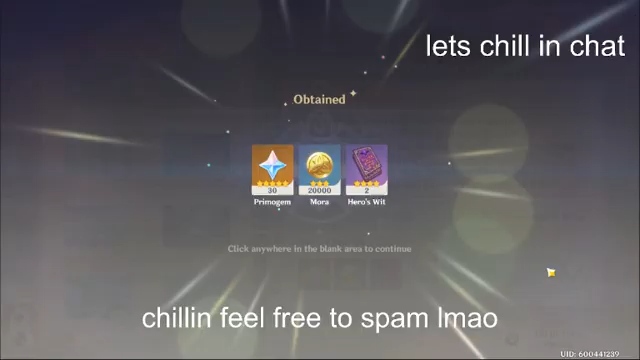 lets chill in chat
Obtained
30
20000
2
Primogem
Mora
Hero's Wit
Click anywhere in the blank area to continue
chillin feel free to spam lmao
UID: 600441239